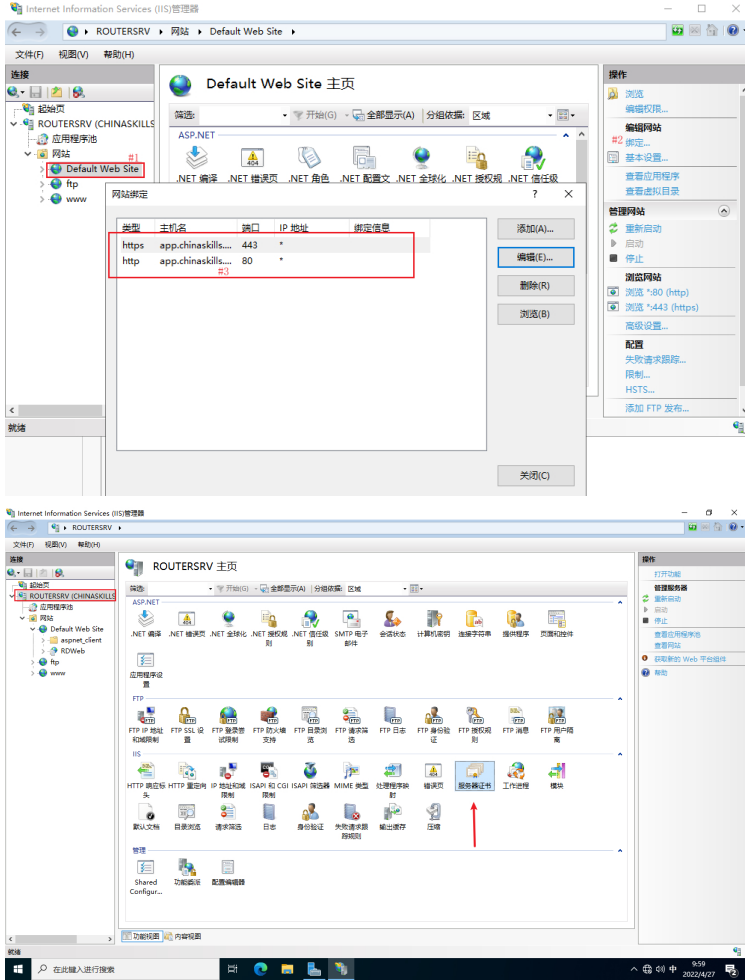 Internet Information Services (IIS)管理器
ROUTERSRV ▸ 网站 ▸ Default Web Site ▸
文件(F) 视图(V) 帮助(H)
连接
起始页
ROUTERSRV (CHINASKILLS
应用程序池
网站
#1
Default Web Site
ftp
www
Default Web Site 主页
筛选: 开始(G) 全部显示(A) 分组依据: 区域
ASP.NET
.NET 编译 .NET 错误页 .NET 角色 .NET 配置文 .NET 全球化 .NET 授权规 .NET 信任级
操作
浏览
编辑权限...
编辑网站
#2
绑定...
基本设置...
查看应用程序
查看虚拟目录
管理网站
重新启动
启动
停止
浏览网站
浏览 *:80 (http)
浏览 *:443 (https)
高级设置...
配置
失败请求跟踪...
限制...
HSTS...
添加 FTP 发布...
网站绑定
? ×
类型 主机名 端口 IP 地址 绑定信息
https app.chinaskills.... 443 *
http app.chinaskills.... 80 *
#3
添加(A)...
编辑(E)...
删除(R)
浏览(B)
关闭(C)
就绪
Internet Information Services (IIS)管理器
ROUTERSRV ▸
文件(F) 视图(V) 帮助(H)
连接
起始页
ROUTERSRV (CHINASKILLS
应用程序池
网站
Default Web Site
aspnet_client
RDWeb
ftp
www
ROUTERSRV 主页
筛选: 开始(G) 全部显示(A) 分组依据: 区域
ASP.NET
.NET 编译 .NET 错误页 .NET 全球化 .NET 授权规则 .NET 信任级别 SMTP 电子邮件 会话状态 计算机密钥 连接字符串 提供程序 页面和控件
应用程序设置
FTP
FTP IP 地址和域限制 FTP SSL 设置 FTP 登录尝试限制 FTP 防火墙支持 FTP 目录浏览 FTP 请求筛选 FTP 日志 FTP 身份验证 FTP 授权规则 FTP 消息 FTP 用户隔离
IIS
HTTP 响应标头 HTTP 重定向 IP 地址和域限制 ISAPI 和 CGI 限制 ISAPI 筛选器 MIME 类型 处理程序映射 错误页 服务器证书 工作进程 模块
默认文档 目录浏览 请求筛选 日志 身份验证 失败请求跟踪规则 输出缓存 压缩
管理
Shared Configur... 功能委派 配置编辑器
功能视图 内容视图
操作
打开功能
管理服务器
重新启动
启动
停止
查看应用程序池
查看网站
获取新的 Web 平台组件
帮助
就绪
在此键入进行搜索
中
9:59
2022/4/27